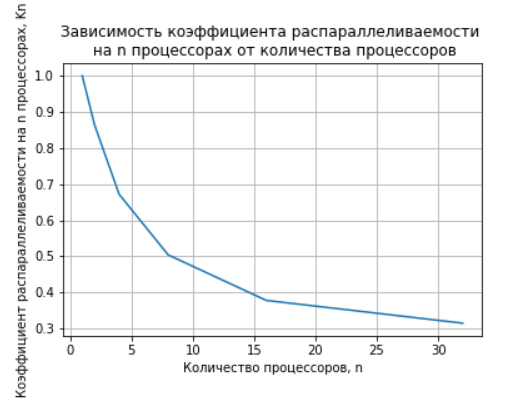 Зависимость коэффициента распараллеливаемости
на n процессорах от количества процессоров
Коэффициент распараллеливаемости на n процессорах, Kn
1.0
0.9
0.8
0.7
0.6
0.5
0.4
0.3
0 5 10 15 20 25 30
Количество процессоров, n